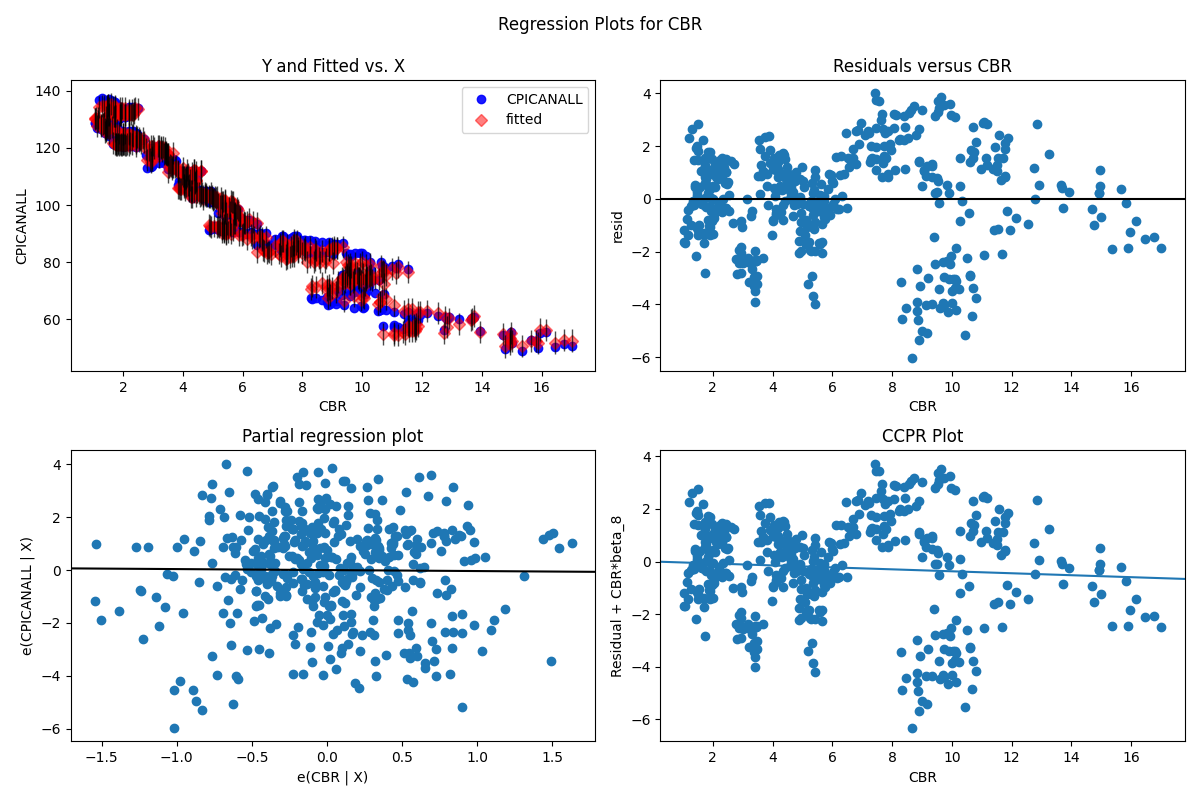 Regression Plots for CBR
Y and Fitted vs. X
CPICANALL
fitted
140
120
100
80
60
2 4 6 8 10 12 14 16
CBR
CPICANALL
Residuals versus CBR
4
2
0
−2
−4
−6
2 4 6 8 10 12 14 16
CBR
resid
Partial regression plot
4
2
0
−2
−4
−6
−1.5 −1.0 −0.5 0.0 0.5 1.0 1.5
e(CBR | X)
e(CPICANALL | X)
CCPR Plot
4
2
0
−2
−4
−6
2 4 6 8 10 12 14 16
CBR
Residual + CBR*beta_8